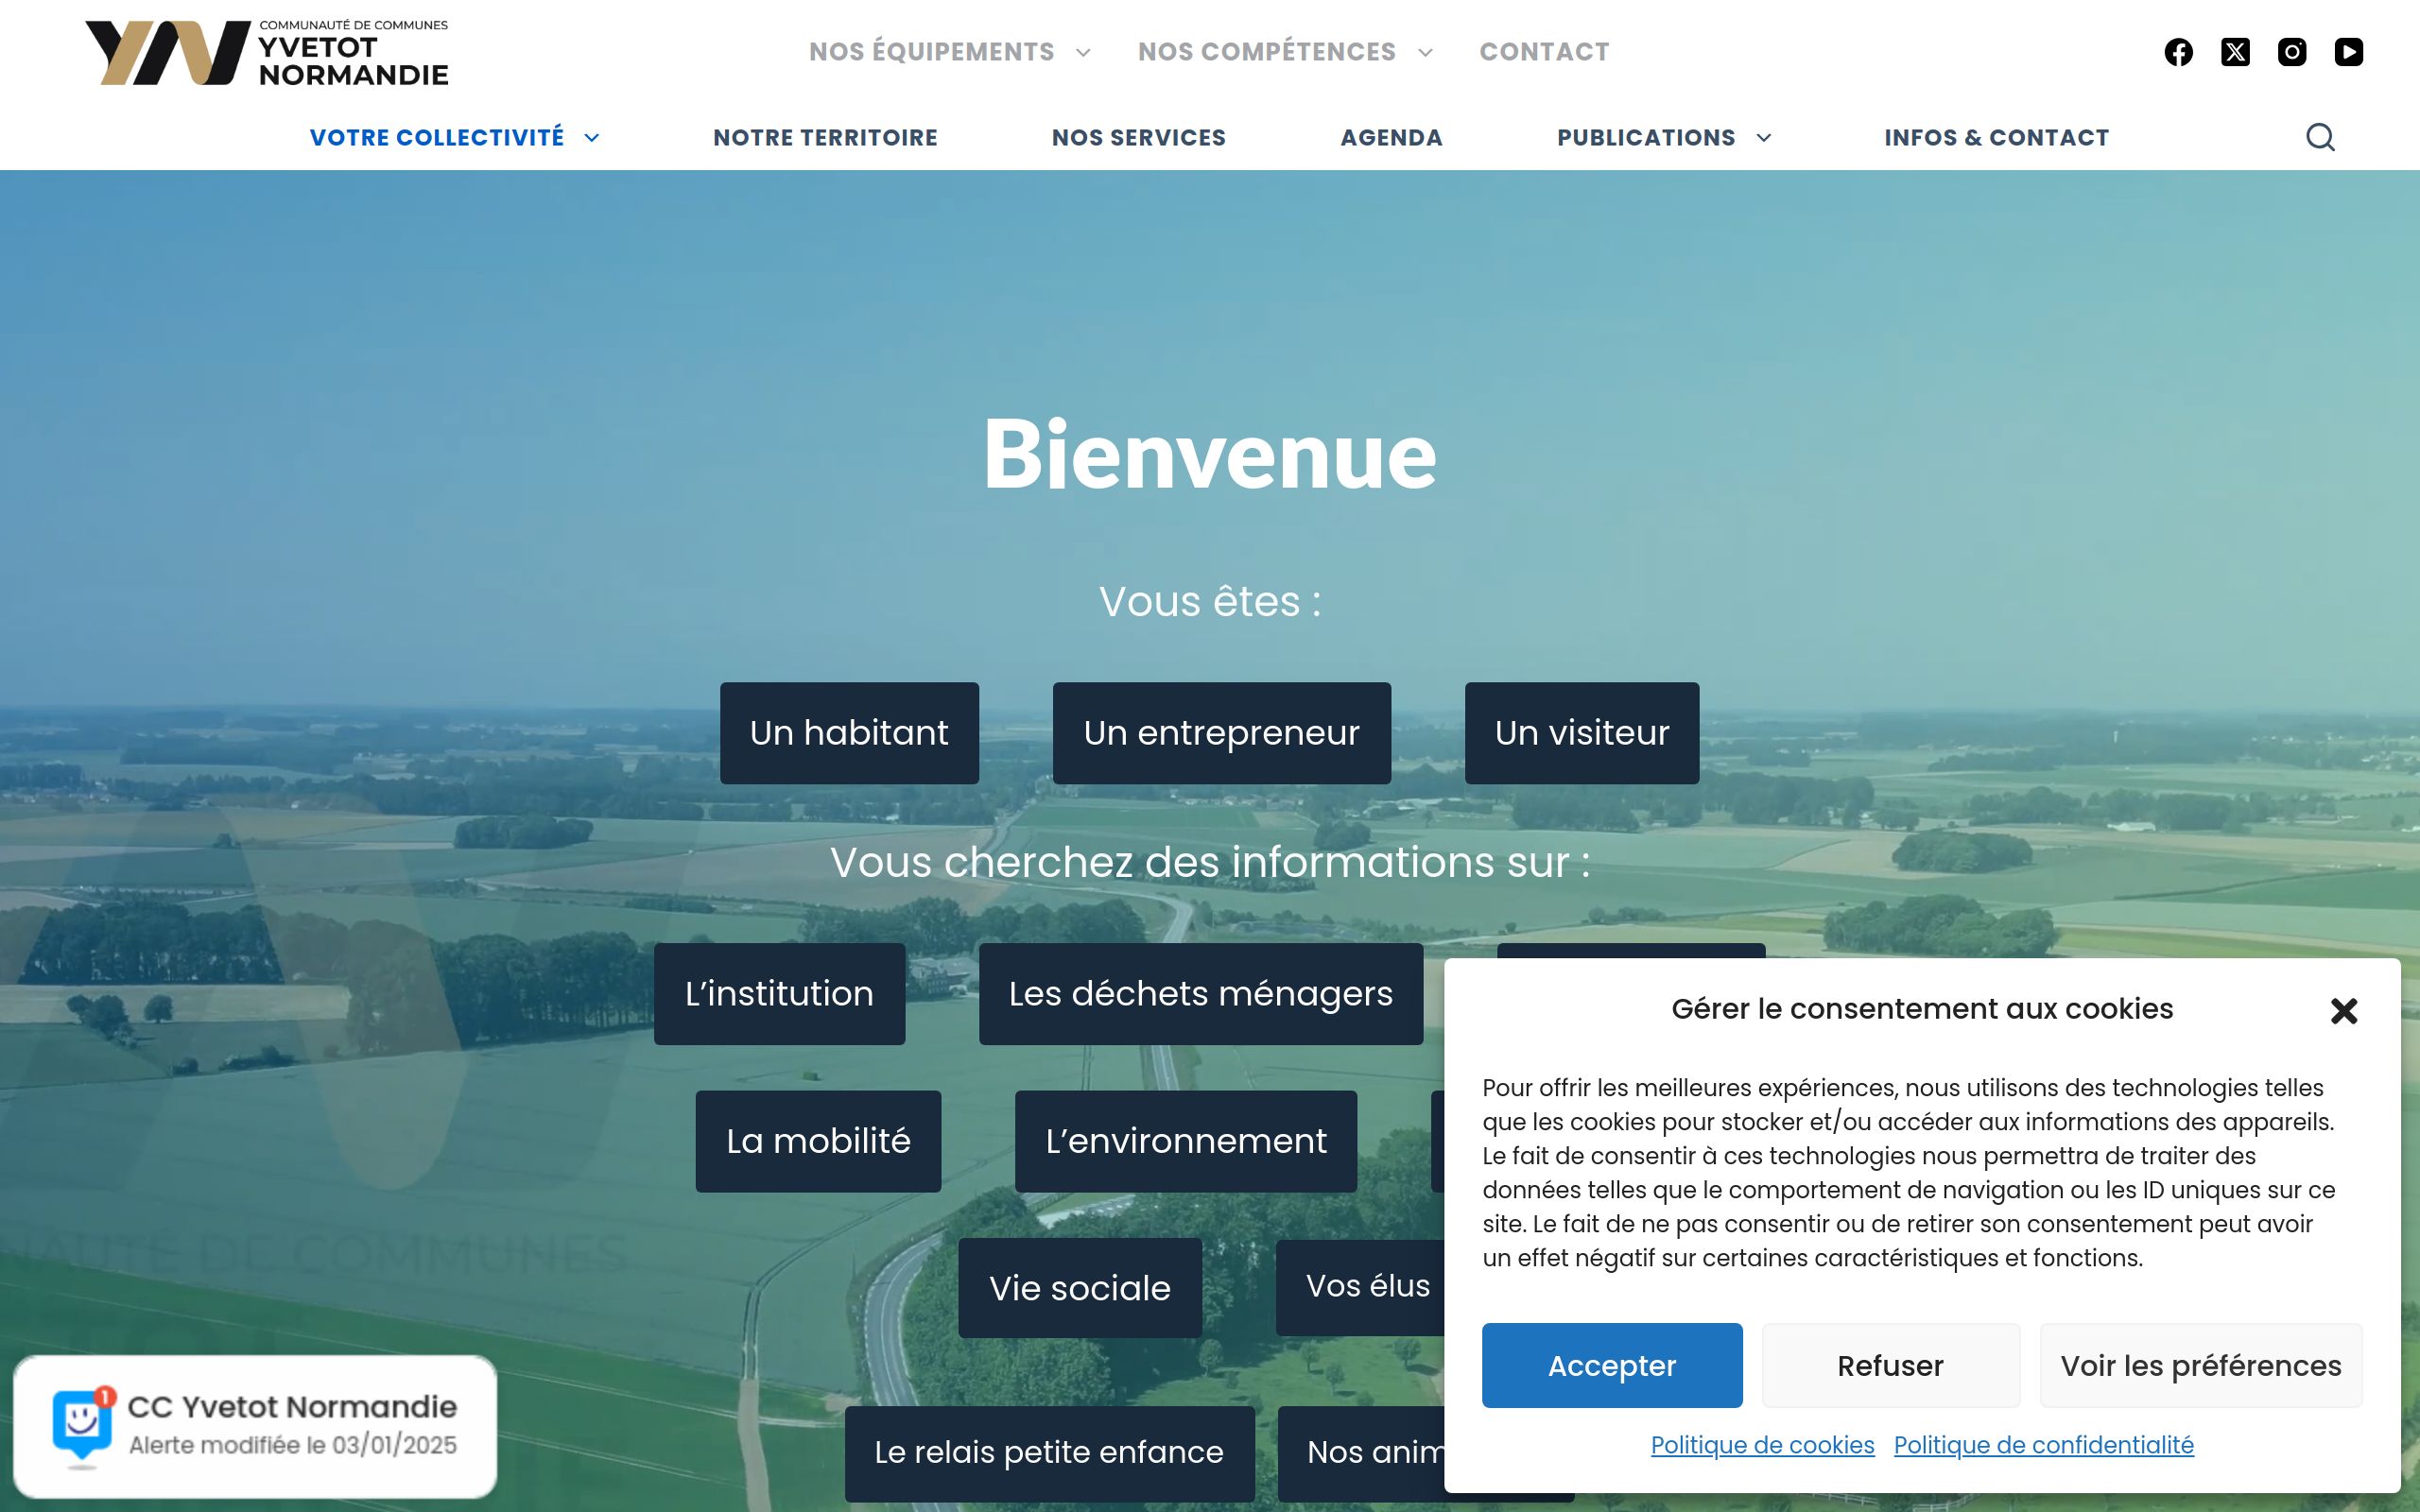 COMMUNAUTÉ DE COMMUNES
YVETOT
NORMANDIE
NOS ÉQUIPEMENTS
NOS COMPÉTENCES
CONTACT
VOTRE COLLECTIVITÉ
NOTRE TERRITOIRE
NOS SERVICES
AGENDA
PUBLICATIONS
INFOS & CONTACT
Bienvenue
Vous êtes :
Un habitant
Un entrepreneur
Un visiteur
Vous cherchez des informations sur :
L’institution
Les déchets ménagers
La mobilité
L’environnement
Vie sociale
Vos élus
Le relais petite enfance
Nos
NAUTÉ DE COMMUNES
1
CC Yvetot Normandie
Alerte modifiée le 03/01/2025
Gérer le consentement aux cookies
Pour offrir les meilleures expériences, nous utilisons des technologies telles
que les cookies pour stocker et/ou accéder aux informations des appareils.
Le fait de consentir à ces technologies nous permettra de traiter des
données telles que le comportement de navigation ou les ID uniques sur ce
site. Le fait de ne pas consentir ou de retirer son consentement peut avoir
un effet négatif sur certaines caractéristiques et fonctions.
Accepter
Refuser
Voir les préférences
Politique de cookies
Politique de confidentialité